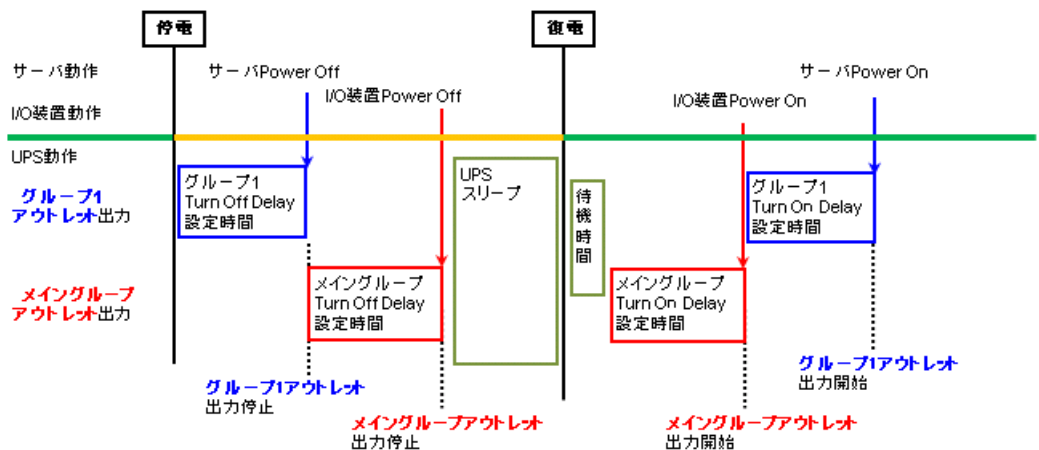 停電
復電
サーバ動作
サーバPower Off
サーバPower On
I/O装置Power Off
I/O装置Power On
I/O装置動作
UPS動作
グループ1
アウトレット出力
グループ1
Turn Off Delay
設定時間
UPS
スリープ
待機時間
グループ1
Turn On Delay
設定時間
メイングループ
アウトレット出力
メイングループ
Turn Off Delay
設定時間
メイングループ
Turn On Delay
設定時間
グループ1アウトレット
出力停止
グループ1アウトレット
出力開始
メイングループアウトレット
出力停止
メイングループアウトレット
出力開始